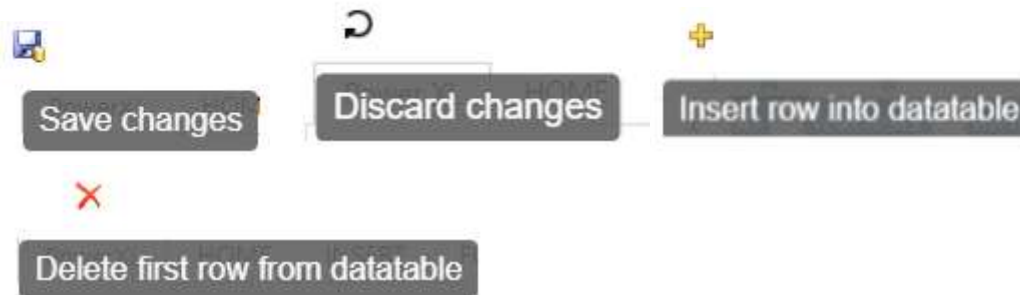 Save changes
Discard changes
Insert row into datatable
Delete first row from datatable